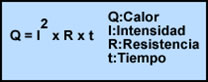 Q = I² x R x t
Q:Calor
I:Intensidad
R:Resistencia
t:Tiempo